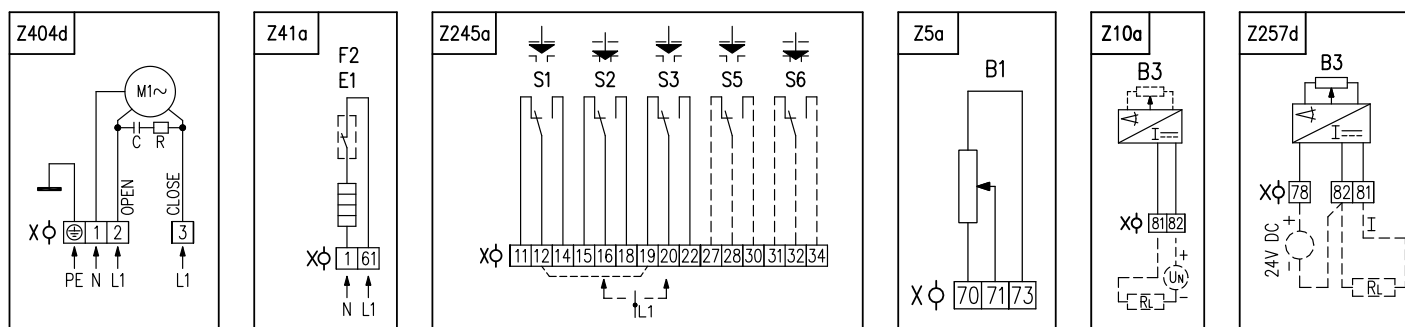 Z404d
M1~
C
R
OPEN
CLOSE
X
1
2
3
PE
N
L1
L1
Z41a
F2
E1
X
1
61
N
L1
Z245a
S1
S2
S3
S5
S6
X
11
12
14
15
16
18
19
20
22
27
28
30
31
32
34
L1
Z5a
B1
X
70
71
73
Z10a
B3
I
X
81
82
+
UN
-
RL
Z257d
B3
I
X
78
82
81
+
24V DC
I
RL